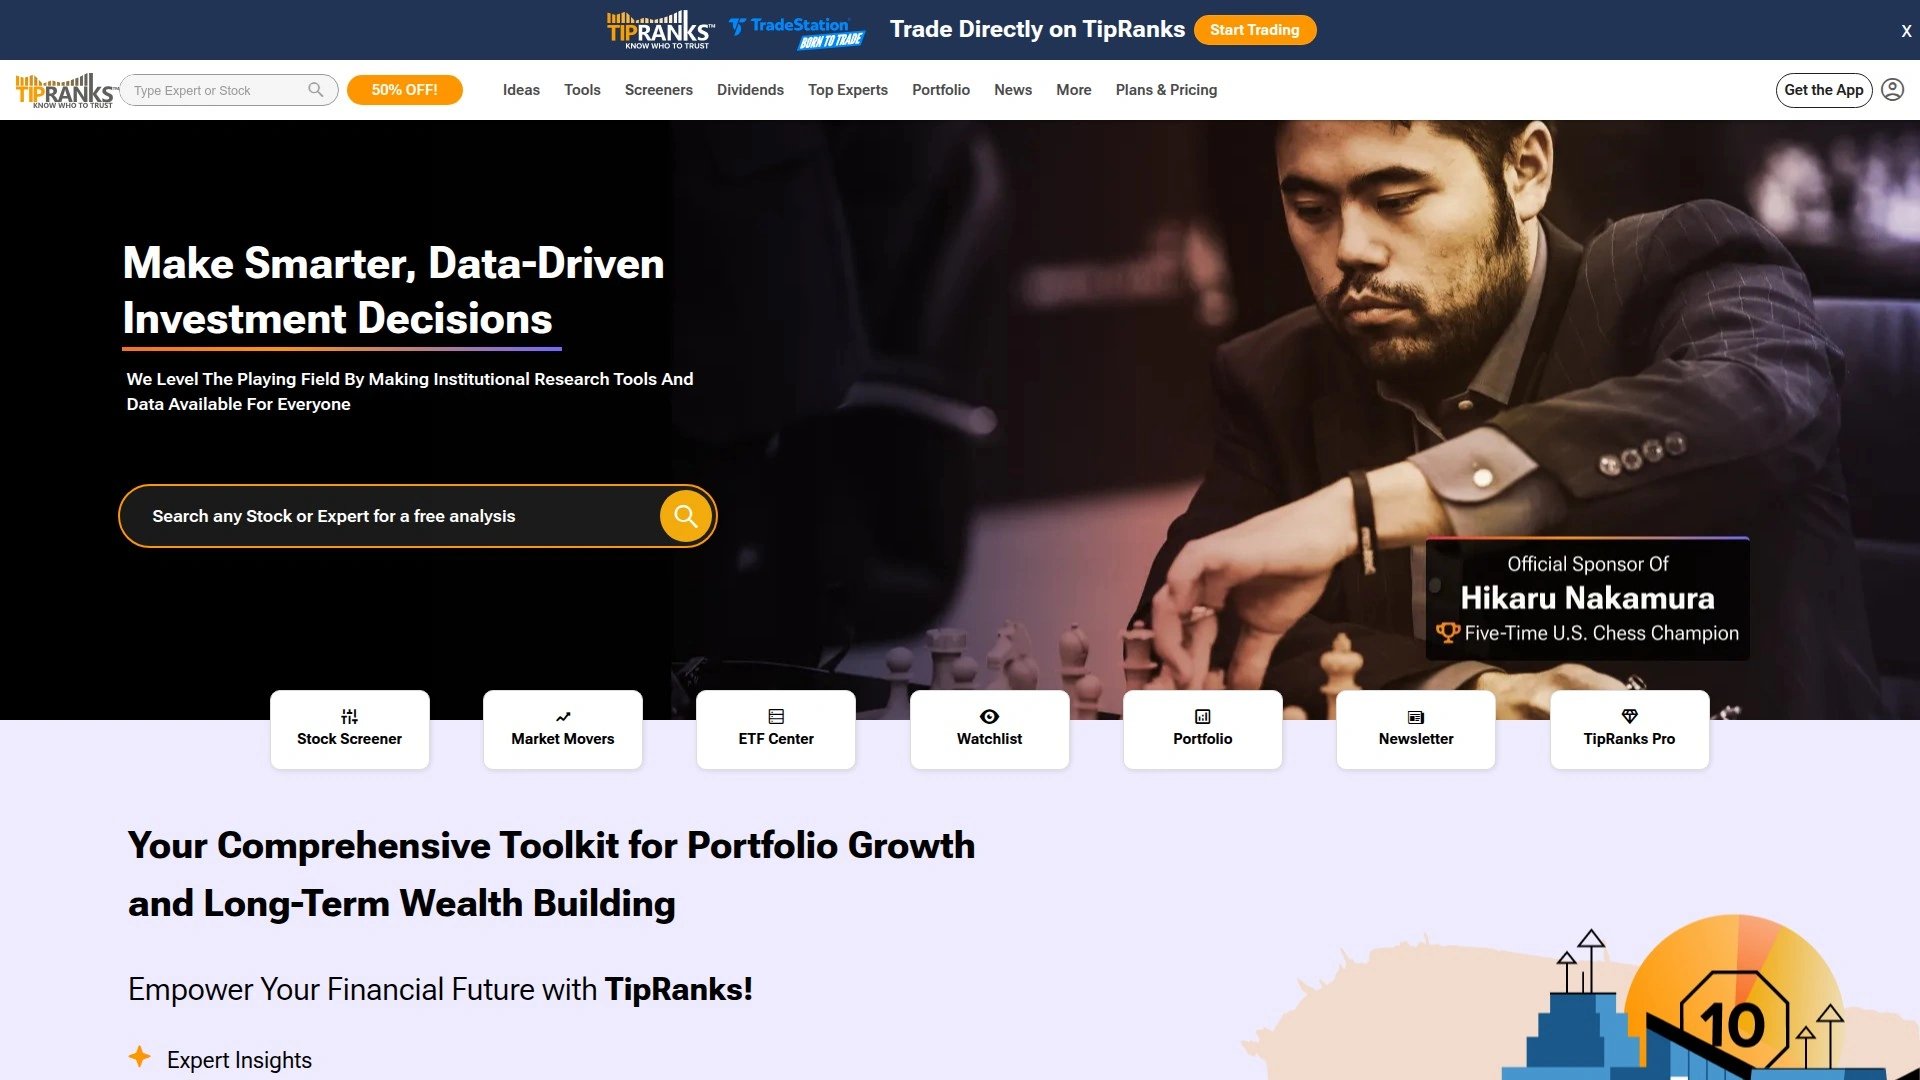 TIPRANKS™
KNOW WHO TO TRUST
TradeStation
BORN TO TRADE
Trade Directly on TipRanks
Start Trading
X
TIPRANKS™
KNOW WHO TO TRUST
Type Expert or Stock
50% OFF!
Ideas
Tools
Screeners
Dividends
Top Experts
Portfolio
News
More
Plans & Pricing
Get the App
Make Smarter, Data-Driven
Investment Decisions
We Level The Playing Field By Making Institutional Research Tools And
Data Available For Everyone
Search any Stock or Expert for a free analysis
Official Sponsor Of
Hikaru Nakamura
Five-Time U.S. Chess Champion
Stock Screener
Market Movers
ETF Center
Watchlist
Portfolio
Newsletter
TipRanks Pro
Your Comprehensive Toolkit for Portfolio Growth
and Long-Term Wealth Building
Empower Your Financial Future with TipRanks!
Expert Insights
10